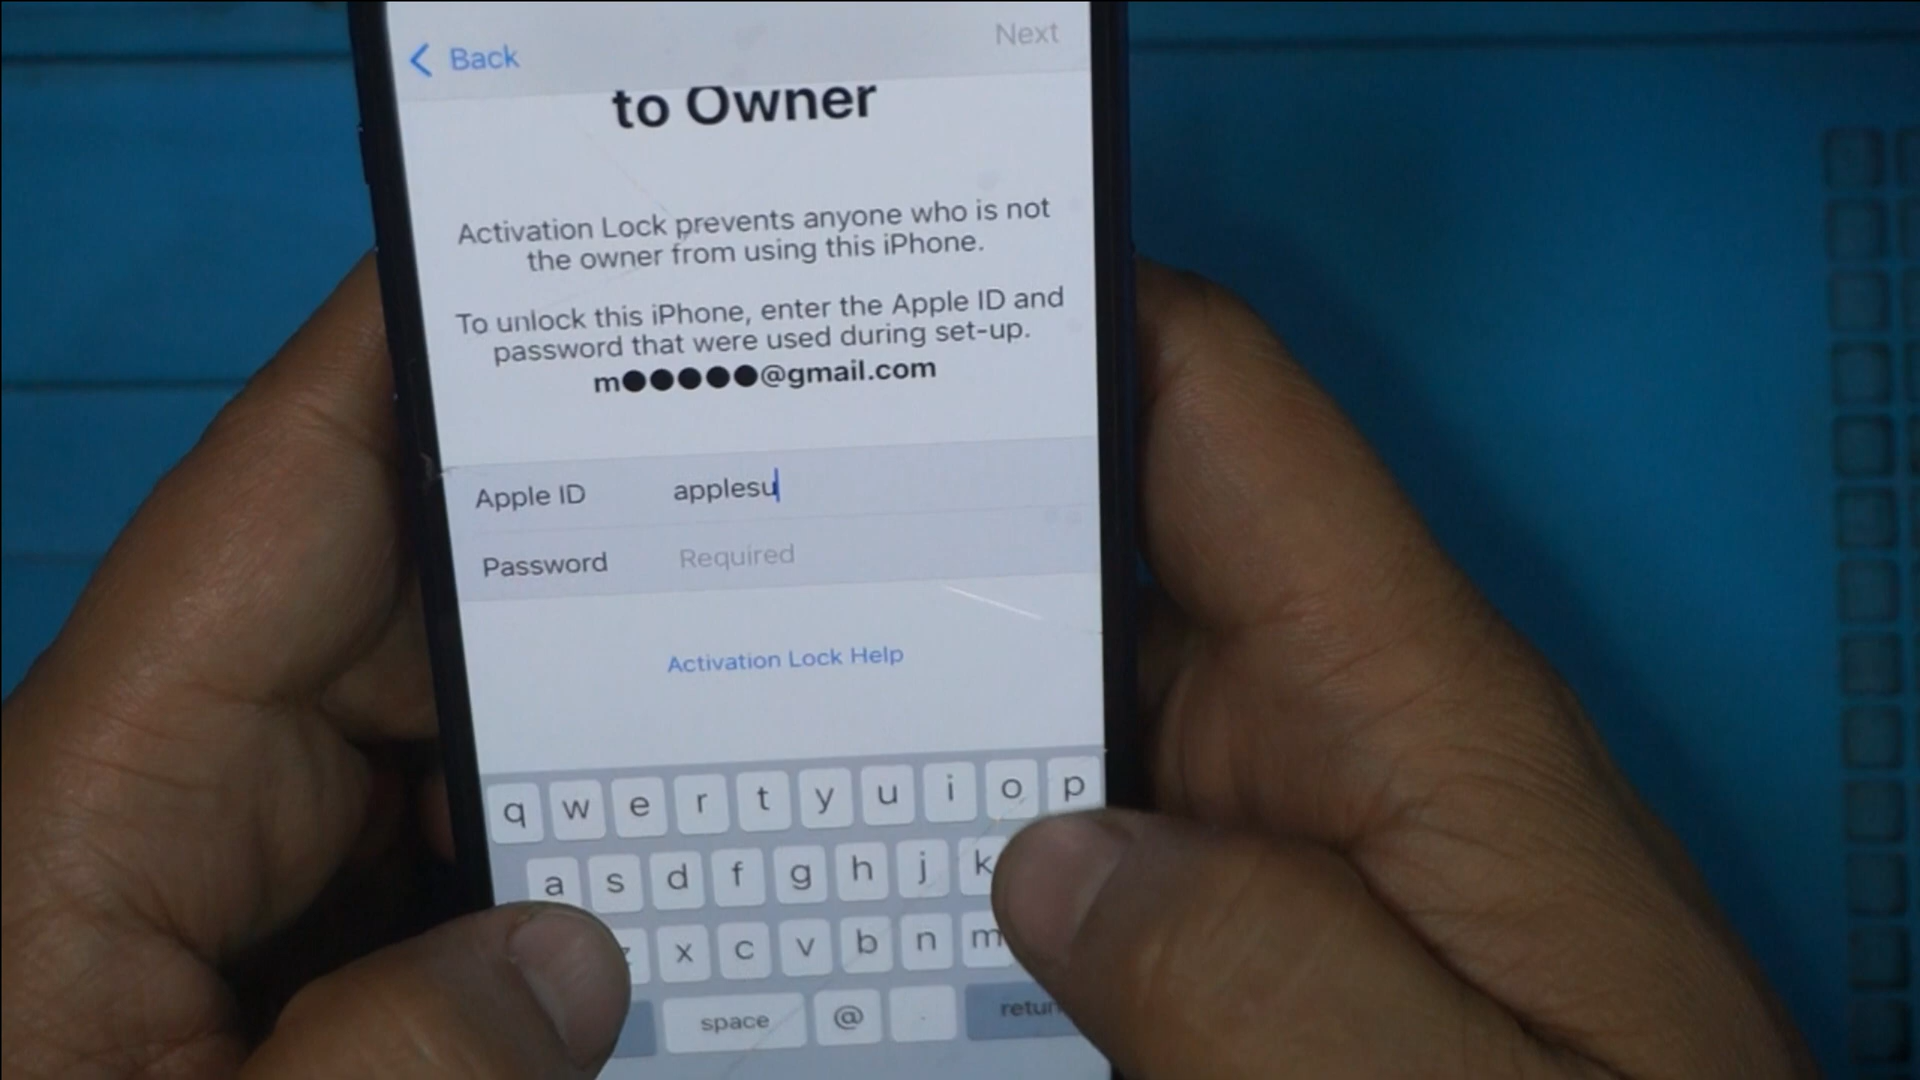 Back
Next
to Owner
Activation Lock prevents anyone who is not
the owner from using this iPhone.
To unlock this iPhone, enter the Apple ID and
password that were used during set-up.
m●●●●●@gmail.com
Apple ID applesu
Password Required
Activation Lock Help
q w e r t y u i o p
a s d f g h j k
x c v b n m
space @ .